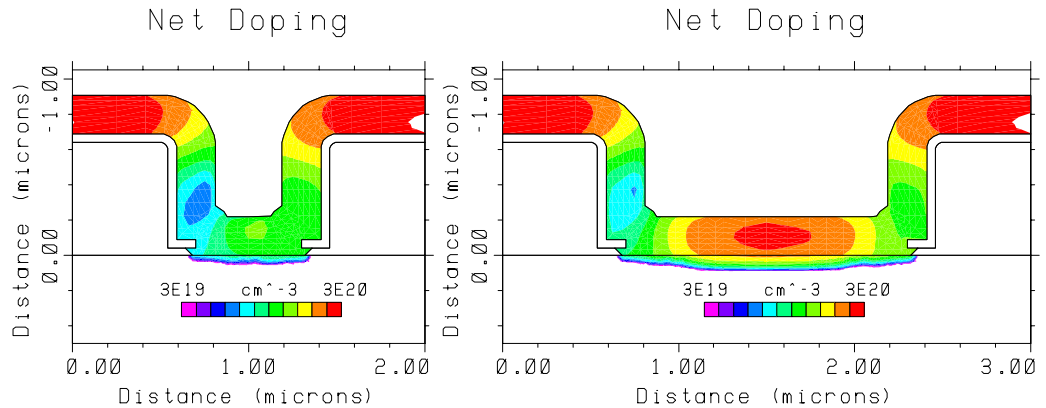 Net Doping
-1.00
0.00
Distance (microns)
3E19 cm^-3 3E20
0.00 1.00 2.00
Distance (microns)
Net Doping
-1.00
0.00
Distance (microns)
3E19 cm^-3 3E20
0.00 1.00 2.00 3.00
Distance (microns)